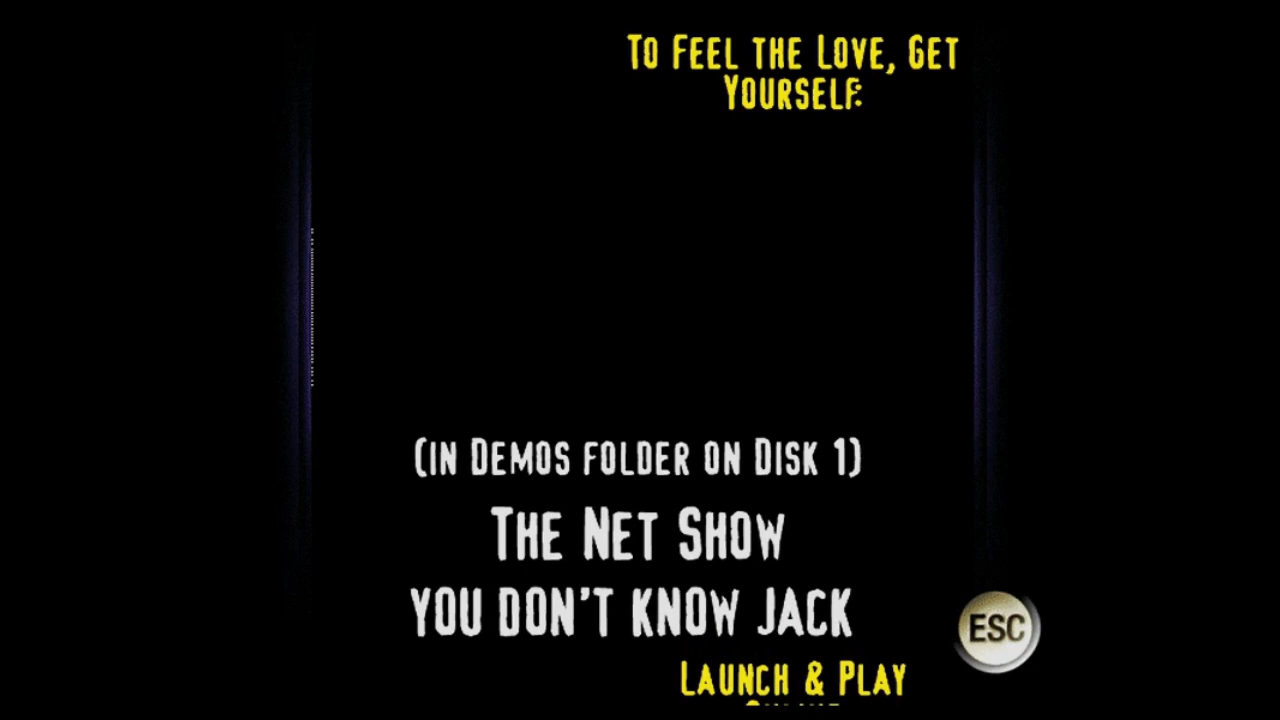 To Feel the Love, Get
Yourself:
(in Demos folder on Disk 1)
The Net Show
YOU DON'T KNOW JACK
ESC
Launch & Play